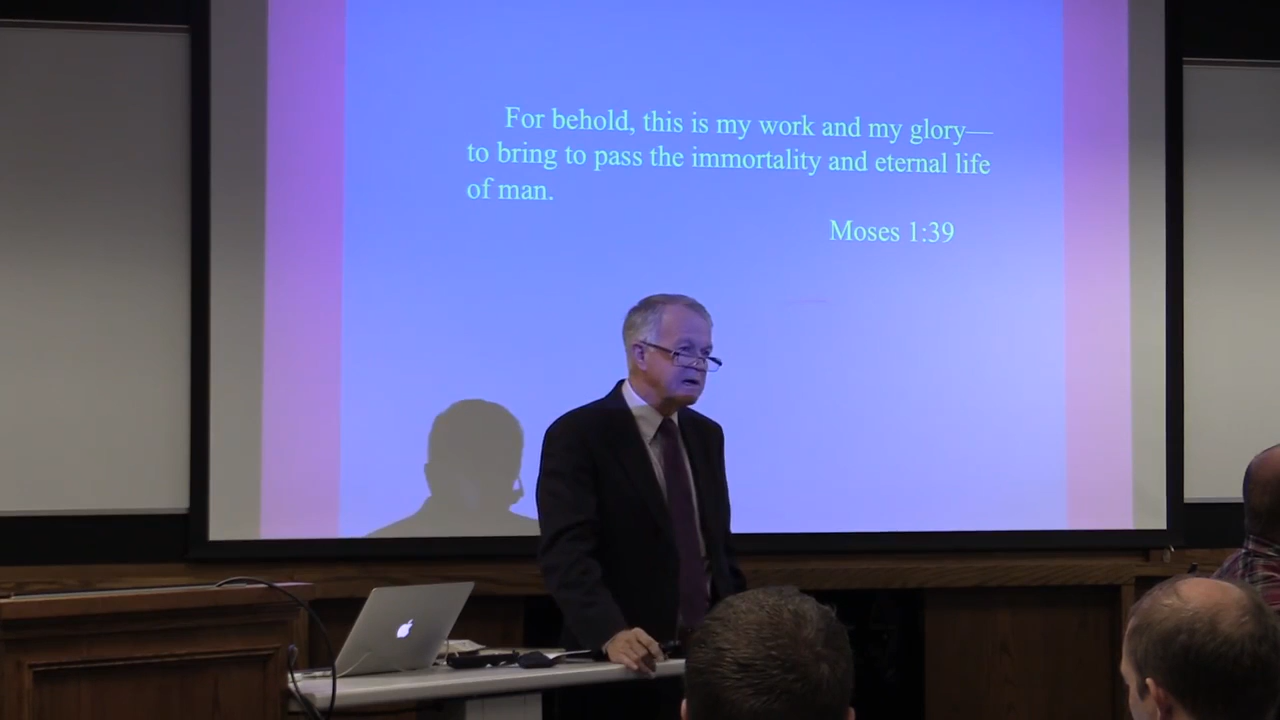 For behold, this is my work and my glory—
to bring to pass the immortality and eternal life
of man.
Moses 1:39